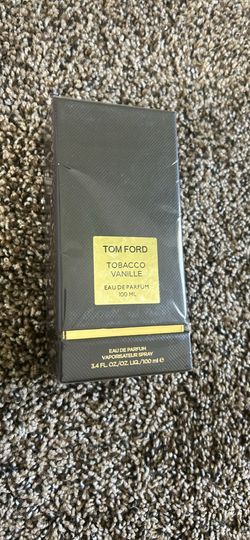 TOM FORD
TOBACCO
VANILLE
EAU DE PARFUM
100 ML
EAU DE PARFUM
VAPORISATEUR SPRAY
3.4 FL. OZ./OZ. LIQ./100 ml e